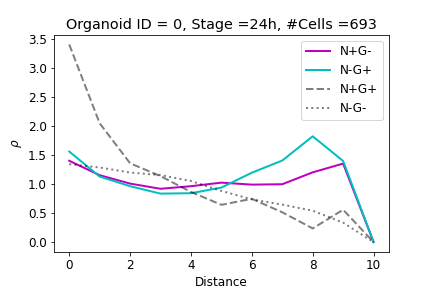 Organoid ID = 0, Stage =24h, #Cells =693
3.5
3.0
2.5
2.0
1.5
1.0
0.5
0.0
ρ
N+G-
N-G+
N+G+
N-G-
0 2 4 6 8 10
Distance